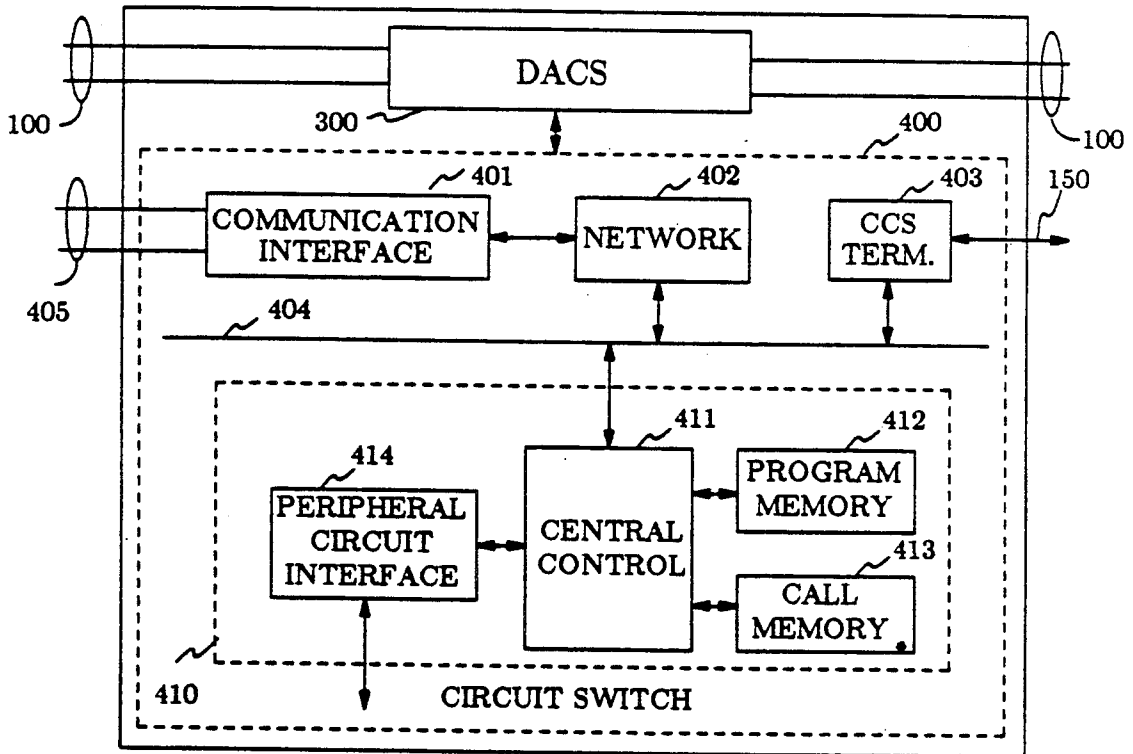 DACS
100
300
400
100
401
402
403
150
COMMUNICATION
INTERFACE
NETWORK
CCS
TERM.
405
404
411
412
414
PROGRAM
MEMORY
PERIPHERAL
CIRCUIT
INTERFACE
CENTRAL
CONTROL
413
CALL
MEMORY
410
CIRCUIT SWITCH